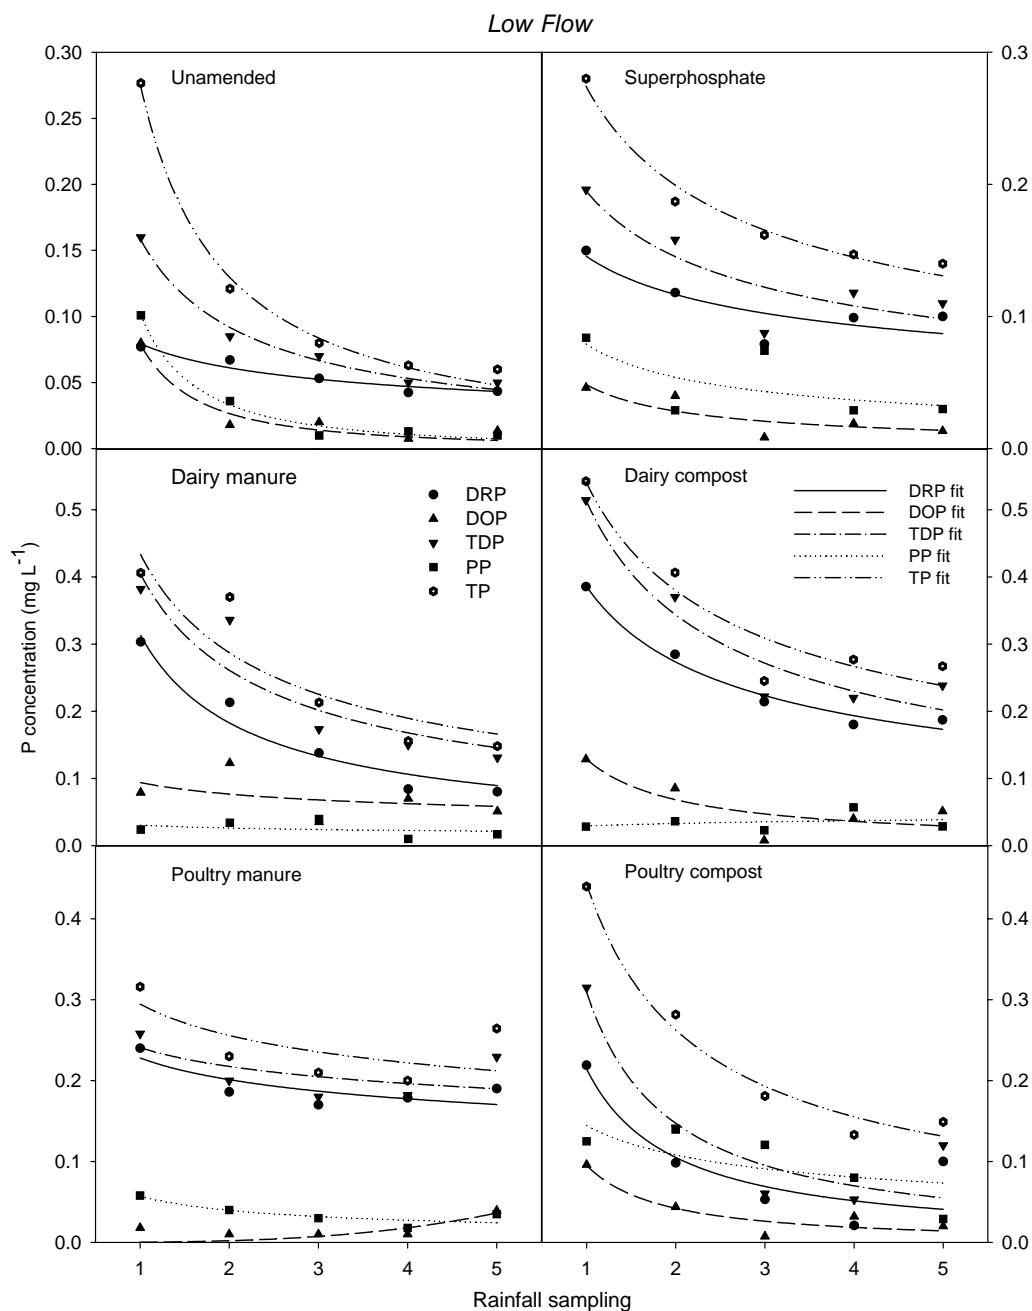 Low Flow
0.30
0.25
0.20
0.15
0.10
0.05
0.00
Unamended
Superphosphate
0.3
0.2
0.1
0.0
P concentration (mg L-1)
0.5
0.4
0.3
0.2
0.1
0.0
Dairy manure
DRP
DOP
TDP
PP
TP
Dairy compost
DRP fit
DOP fit
TDP fit
PP fit
TP fit
0.5
0.4
0.3
0.2
0.1
0.0
0.4
0.3
0.2
0.1
0.0
Poultry manure
Poultry compost
0.4
0.3
0.2
0.1
0.0
1 2 3 4 5 1 2 3 4 5
Rainfall sampling